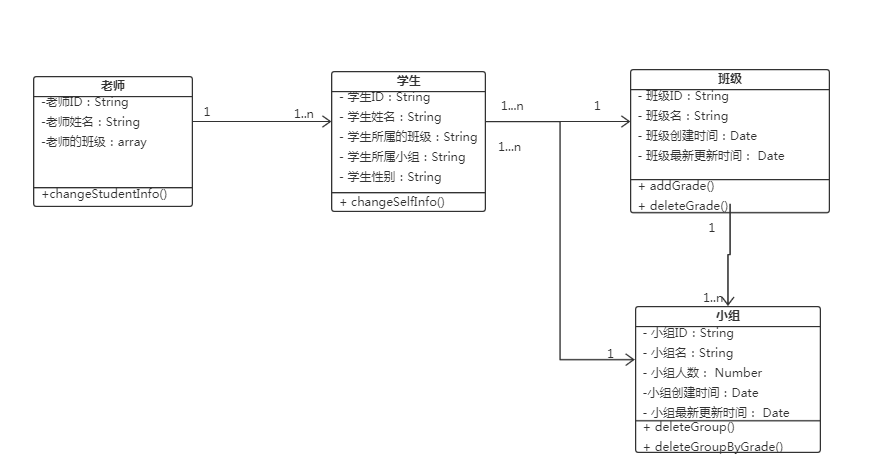 老师
-老师ID：String
-老师姓名：String
-老师的班级：array
+changeStudentInfo()
1
1..n
学生
- 学生ID：String
- 学生姓名：String
- 学生所属的班级：String
- 学生所属小组：String
- 学生性别：String
+ changeSelfInfo()
1...n
1
1...n
班级
- 班级ID：String
- 班级名：String
- 班级创建时间：Date
- 班级最新更新时间： Date
+ addGrade()
+ deleteGrade()
1
1..n
1
小组
- 小组ID：String
- 小组名：String
- 小组人数： Number
-小组创建时间：Date
- 小组最新更新时间： Date
+ deleteGroup()
+ deleteGroupByGrade()